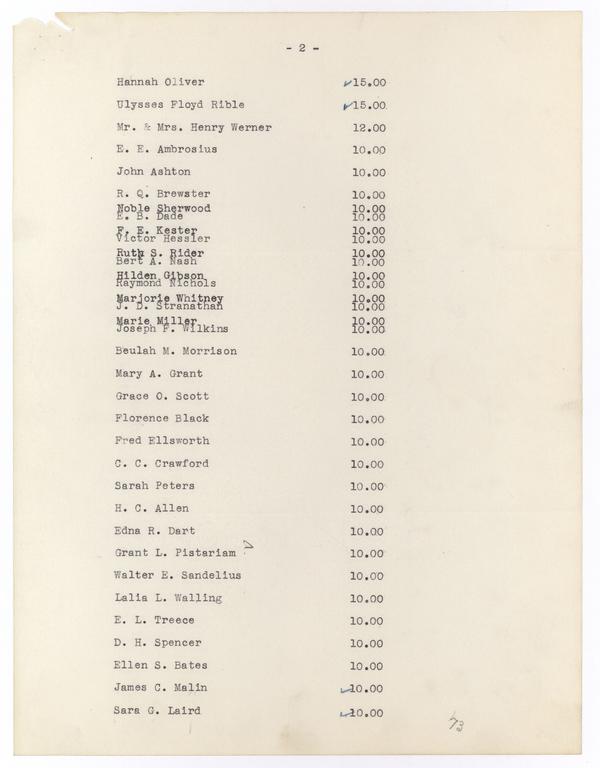 - 2 -
Hannah Oliver 15.00
Ulysses Floyd Rible 15.00
Mr. & Mrs. Henry Werner 12.00
E. E. Ambrosius 10.00
John Ashton 10.00
R. Q. Brewster 10.00
Noble Sherwood 10.00
E. B. Dade 10.00
F. E. Kester 10.00
Victor Hessler 10.00
Ruth S. Rider 10.00
Bert A. Nash 10.00
Hilden Gibson 10.00
Raymond Nichols 10.00
Marjorie Whitney 10.00
J. D. Stranathan 10.00
Marie Miller 10.00
Joseph F. Wilkins 10.00
Beulah M. Morrison 10.00
Mary A. Grant 10.00
Grace O. Scott 10.00
Florence Black 10.00
Fred Ellsworth 10.00
C. C. Crawford 10.00
Sarah Peters 10.00
H. C. Allen 10.00
Edna R. Dart 10.00
Grant L. Pistariam 10.00
Walter E. Sandelius 10.00
Lalia L. Walling 10.00
E. L. Treece 10.00
D. H. Spencer 10.00
Ellen S. Bates 10.00
James C. Malin 10.00
Sara G. Laird 10.00
73